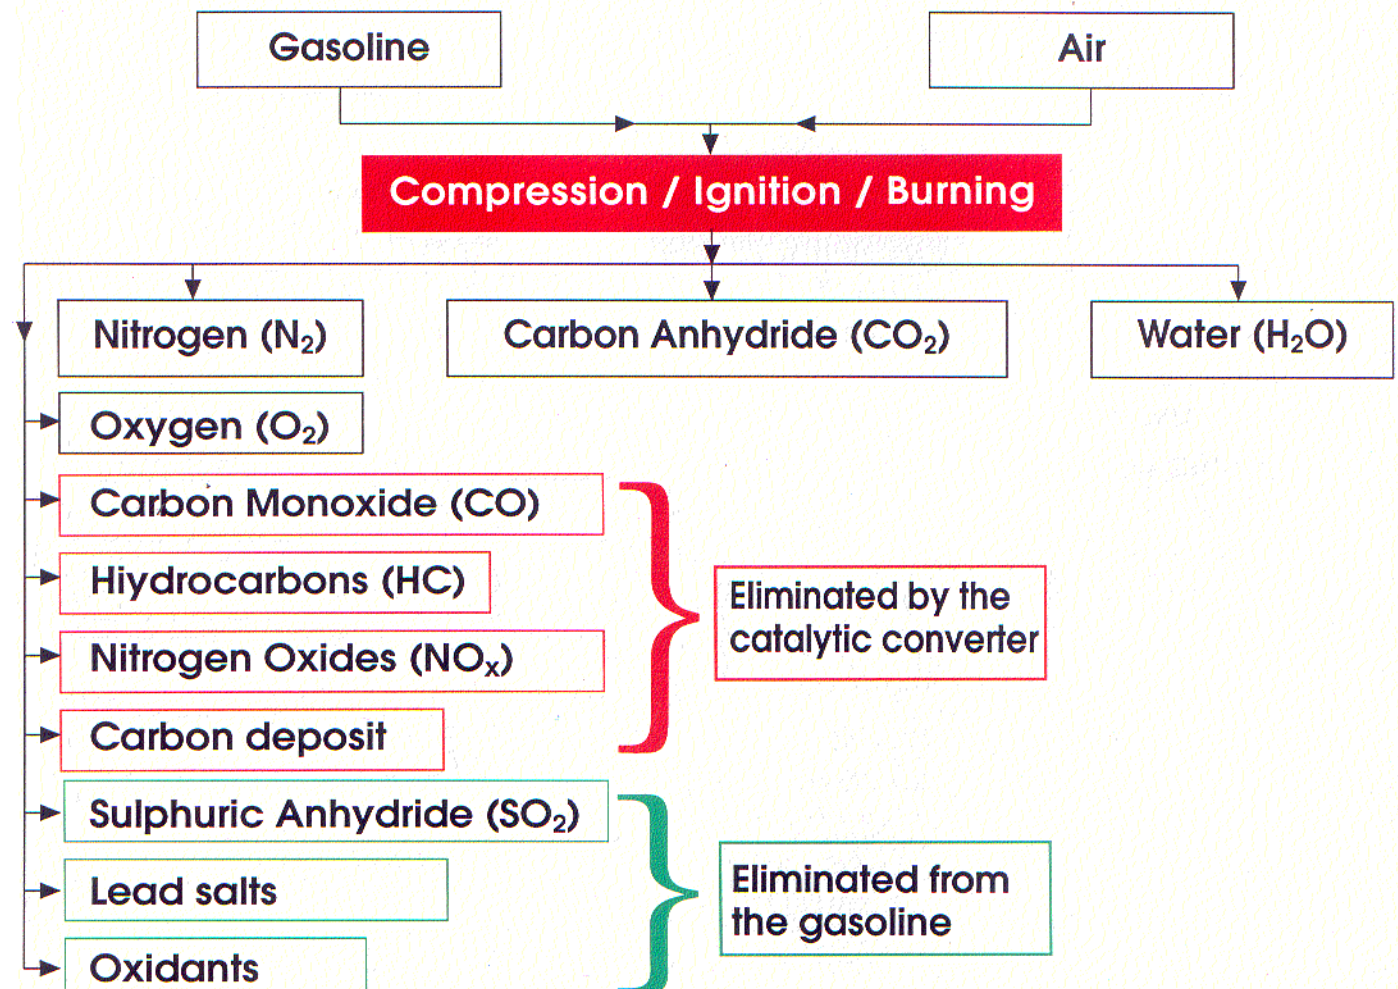 Gasoline
Air
Compression / Ignition / Burning
Nitrogen (N₂)
Carbon Anhydride (CO₂)
Water (H₂O)
Oxygen (O₂)
Carbon Monoxide (CO)
Hiydrocarbons (HC)
Nitrogen Oxides (NOₓ)
Carbon deposit
Eliminated by the
catalytic converter
Sulphuric Anhydride (SO₂)
Lead salts
Oxidants
Eliminated from
the gasoline